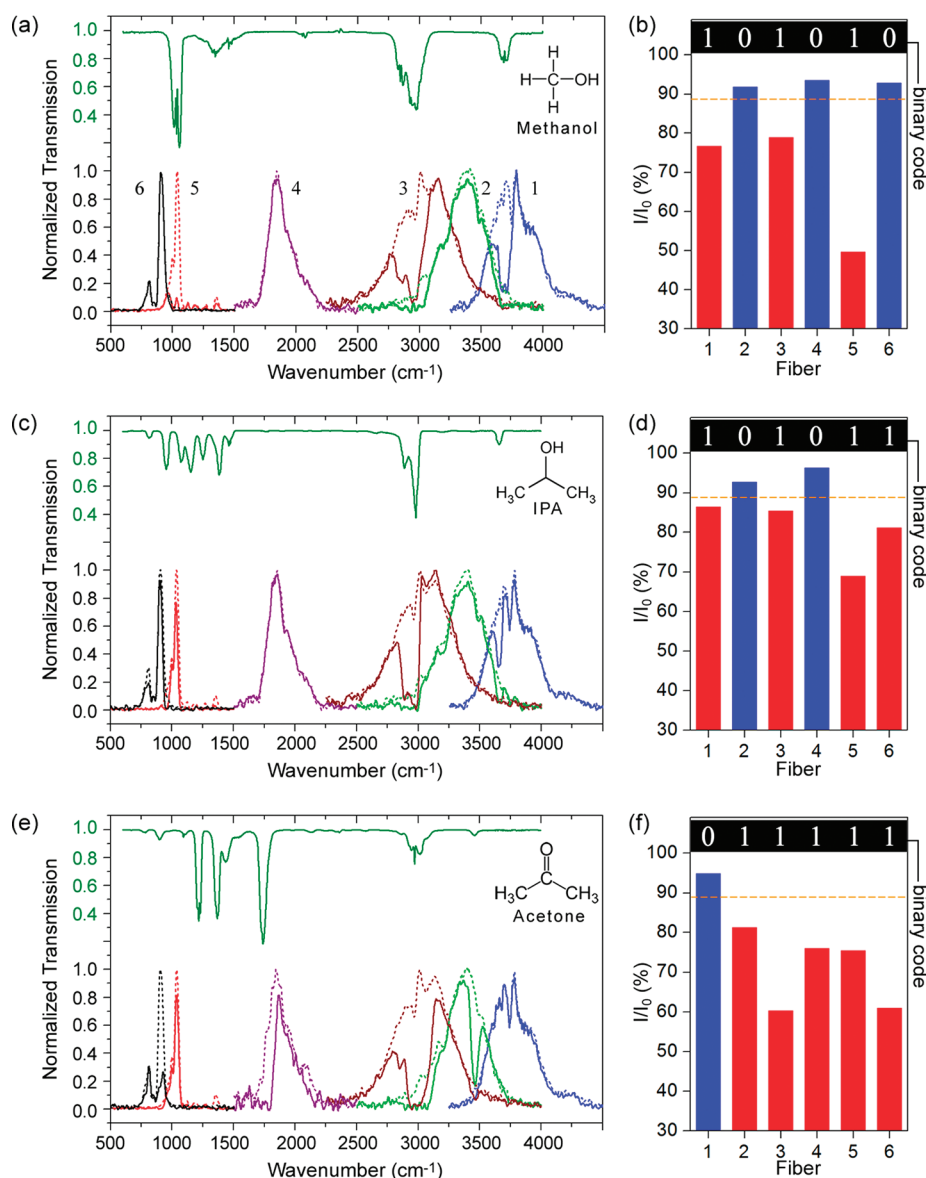 (a)
Normalized Transmission
1.0
0.8
0.6
0.4
1.0
0.8
0.6
0.4
0.2
0.0
H
H-C-OH
H
Methanol
6 5 4 3 2 1
500 1000 1500 2000 2500 3000 3500 4000
Wavenumber (cm-1)
(b)
1 0 1 0 1 0
binary code
I/I0 (%)
100
90
80
70
60
50
40
30
1 2 3 4 5 6
Fiber
(c)
Normalized Transmission
1.0
0.8
0.6
0.4
1.0
0.8
0.6
0.4
0.2
0.0
OH
H3C CH3
IPA
500 1000 1500 2000 2500 3000 3500 4000
Wavenumber (cm-1)
(d)
1 0 1 0 1 1
binary code
I/I0 (%)
100
90
80
70
60
50
40
30
1 2 3 4 5 6
Fiber
(e)
Normalized Transmission
1.0
0.8
0.6
0.4
1.0
0.8
0.6
0.4
0.2
0.0
O
H3C CH3
Acetone
500 1000 1500 2000 2500 3000 3500 4000
Wavenumber (cm-1)
(f)
0 1 1 1 1 1
binary code
I/I0 (%)
100
90
80
70
60
50
40
30
1 2 3 4 5 6
Fiber